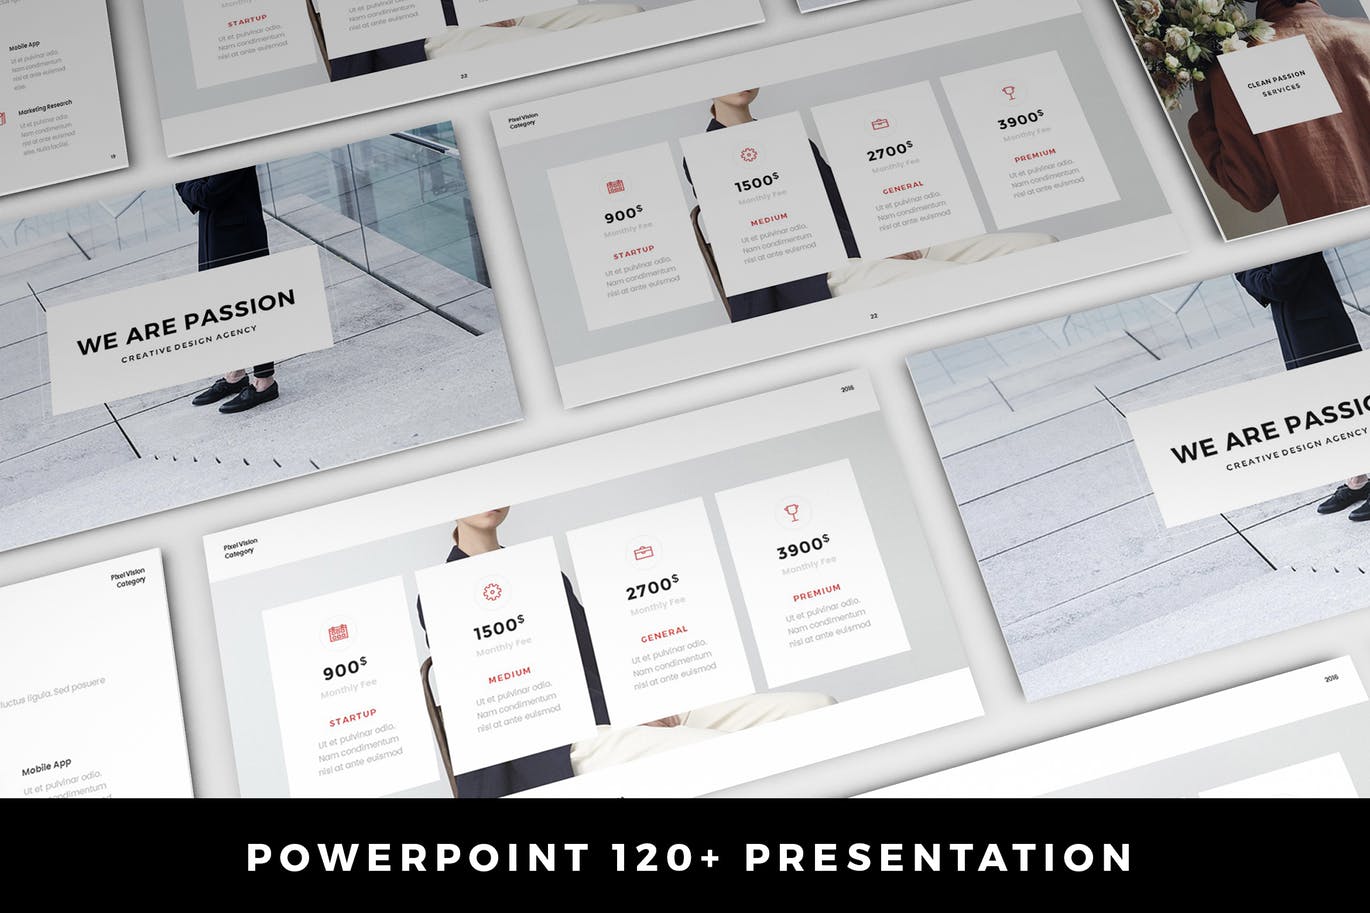 Mobile App
Ut et pulvinar odio.
Nam condimentum
nisl at ante euismod
Marketing Research
Ut et pulvinar odio.
Nam condimentum
nisl at ante euismod
19
STARTUP
Ut et pulvinar odio.
Nam condimentum
nisl at ante euismod
nisl at ante euismod
22
Pixel Vision
Category
900$
Monthly Fee
STARTUP
Ut et pulvinar odio.
Nam condimentum
nisl at ante euismod
1500$
Monthly Fee
MEDIUM
Ut et pulvinar odio.
Nam condimentum
nisl at ante euismod
2700$
Monthly Fee
GENERAL
Ut et pulvinar odio.
Nam condimentum
nisl at ante euismod
3900$
Monthly Fee
PREMIUM
Ut et pulvinar odio.
Nam condimentum
nisl at ante euismod
22
CLEAN PASSION
SERVICES
WE ARE PASSION
CREATIVE DESIGN AGENCY
Pixel Vision
Category
2016
900$
Monthly Fee
STARTUP
Ut et pulvinar odio.
Nam condimentum
nisl at ante euismod
1500$
Monthly Fee
MEDIUM
Ut et pulvinar odio.
Nam condimentum
nisl at ante euismod
2700$
Monthly Fee
GENERAL
Ut et pulvinar odio.
Nam condimentum
nisl at ante euismod
3900$
Monthly Fee
PREMIUM
Ut et pulvinar odio.
Nam condimentum
nisl at ante euismod
WE ARE PASSIO
CREATIVE DESIGN AGENCY
Pixel Vision
Category
luctus ligula. Sed posuere
Mobile App
Ut et pulvinar odio.
Nam condimentum
2016
POWERPOINT 120+ PRESENTATION